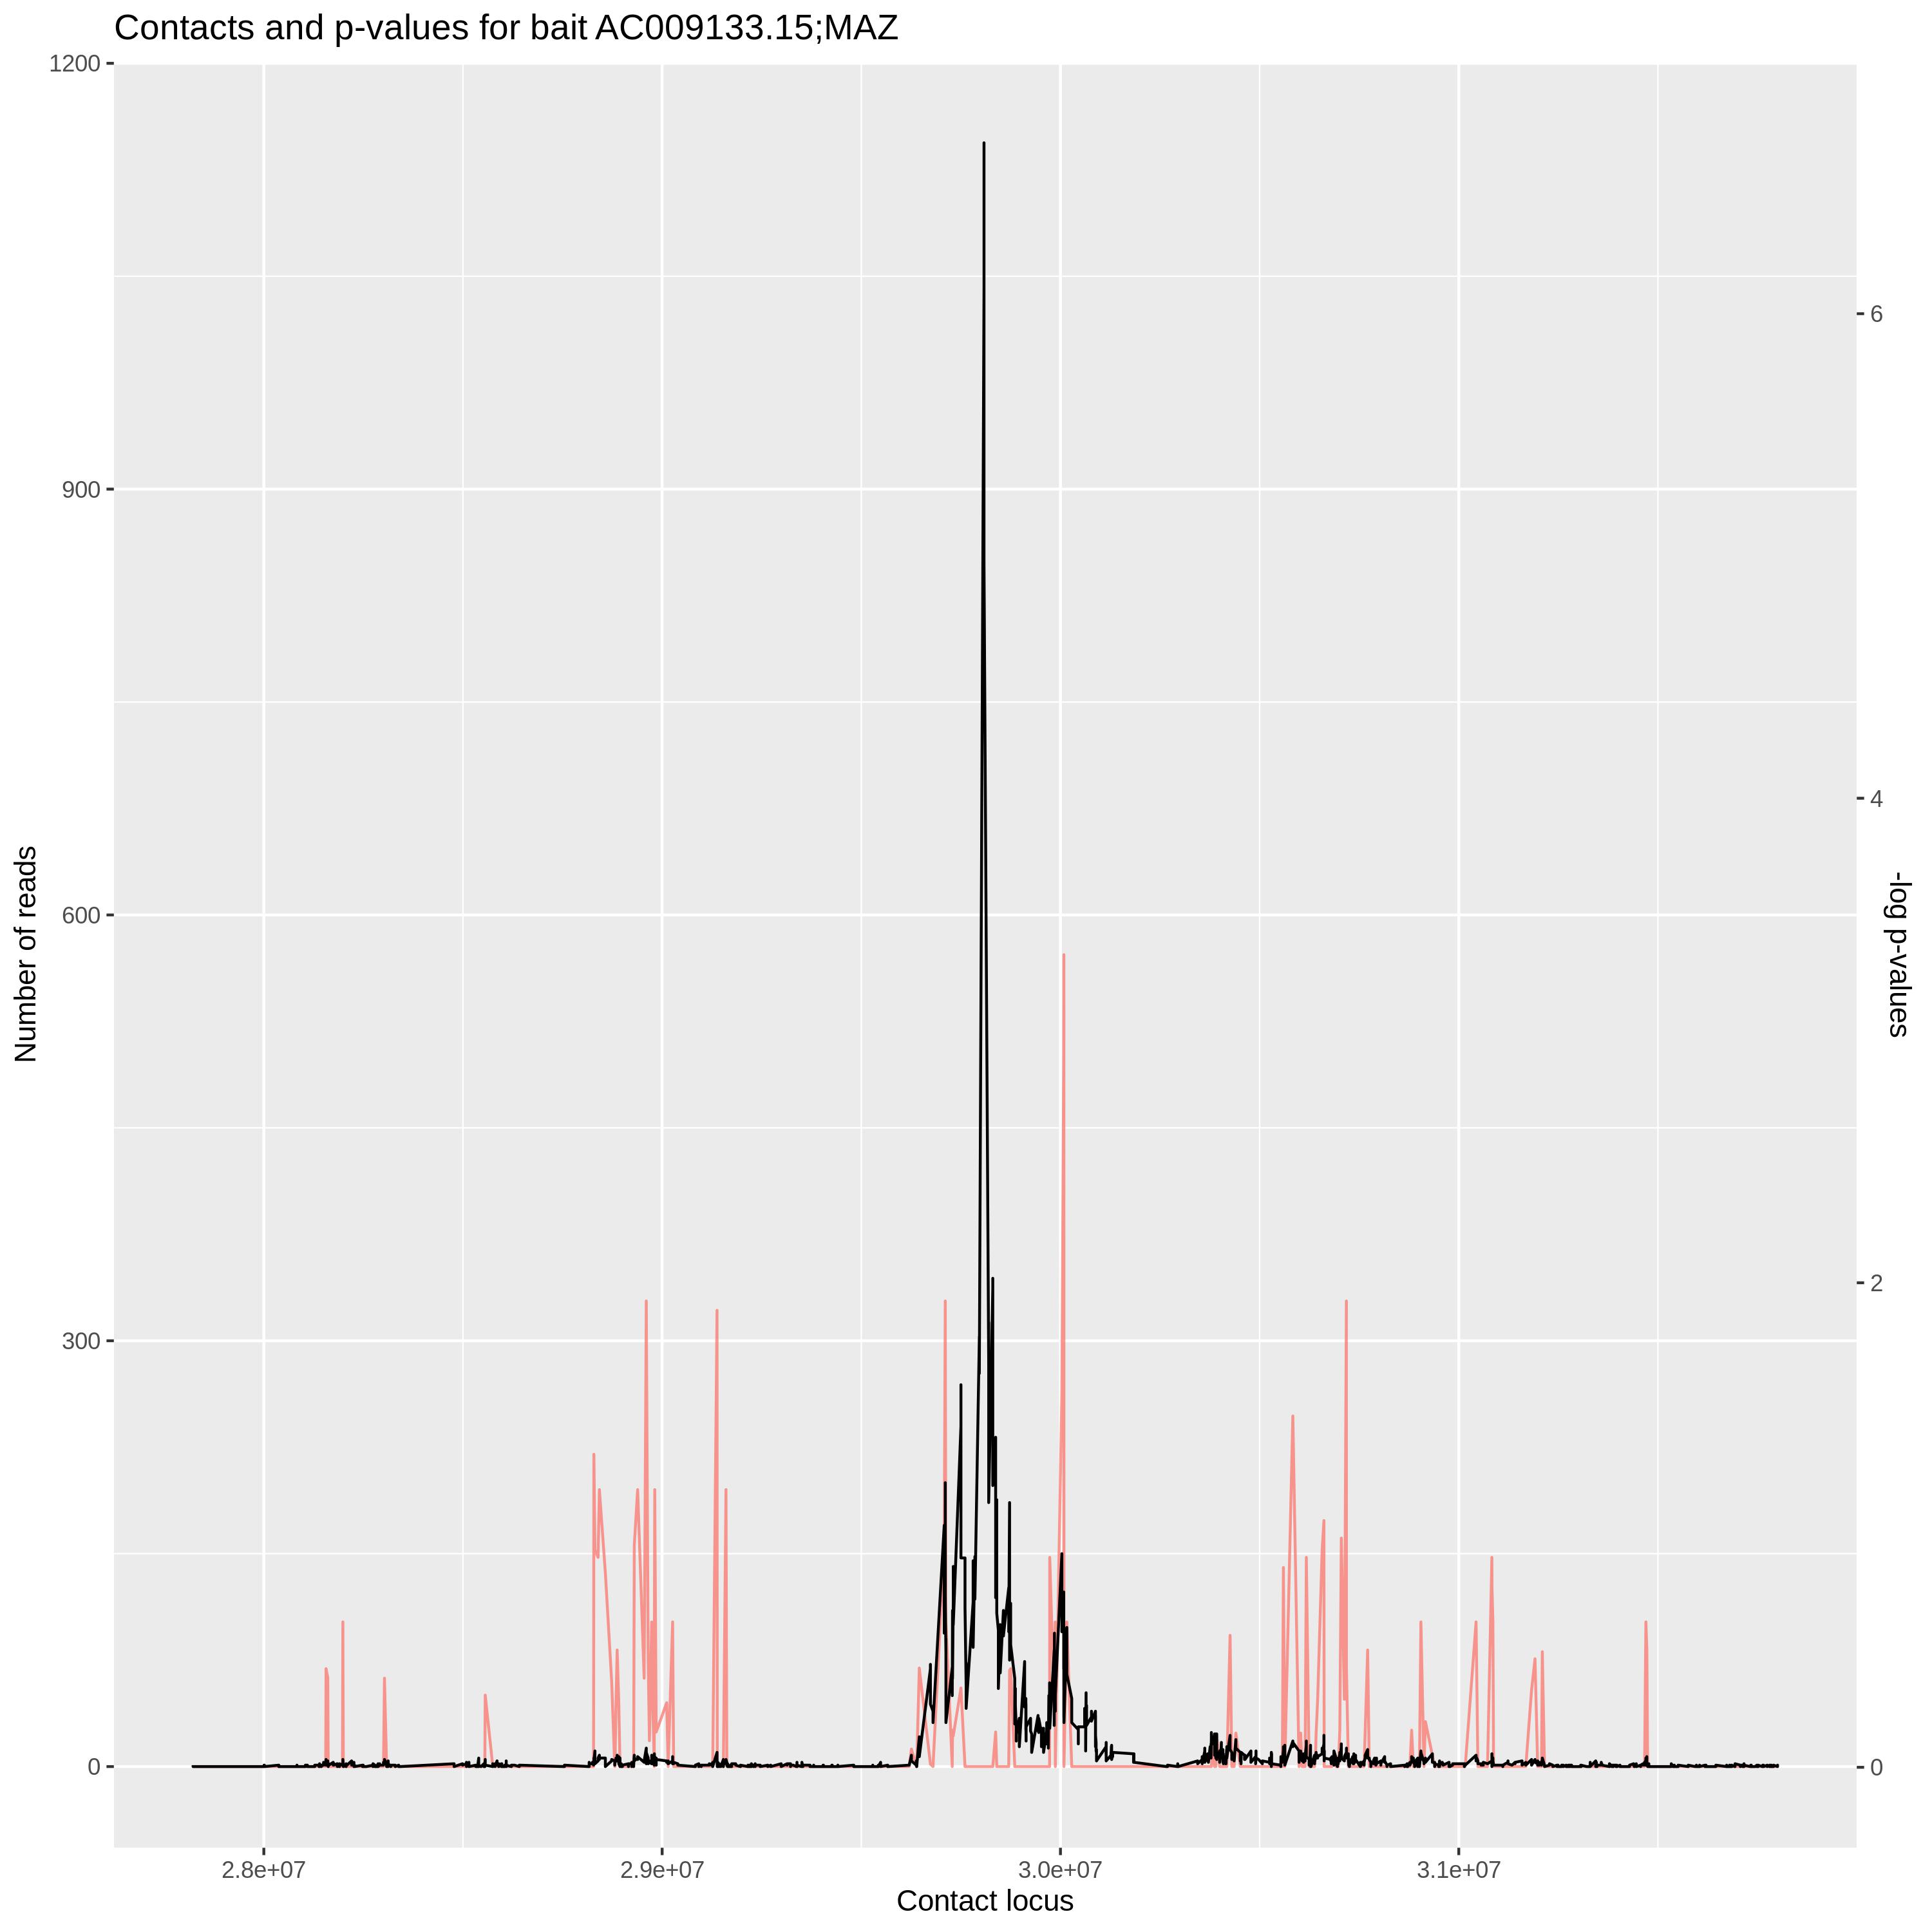 Contacts and p-values for bait AC009133.15;MAZ
1200
900
600
300
0
Number of reads
6
4
2
0
-log p-values
2.8e+07
2.9e+07
3.0e+07
3.1e+07
Contact locus